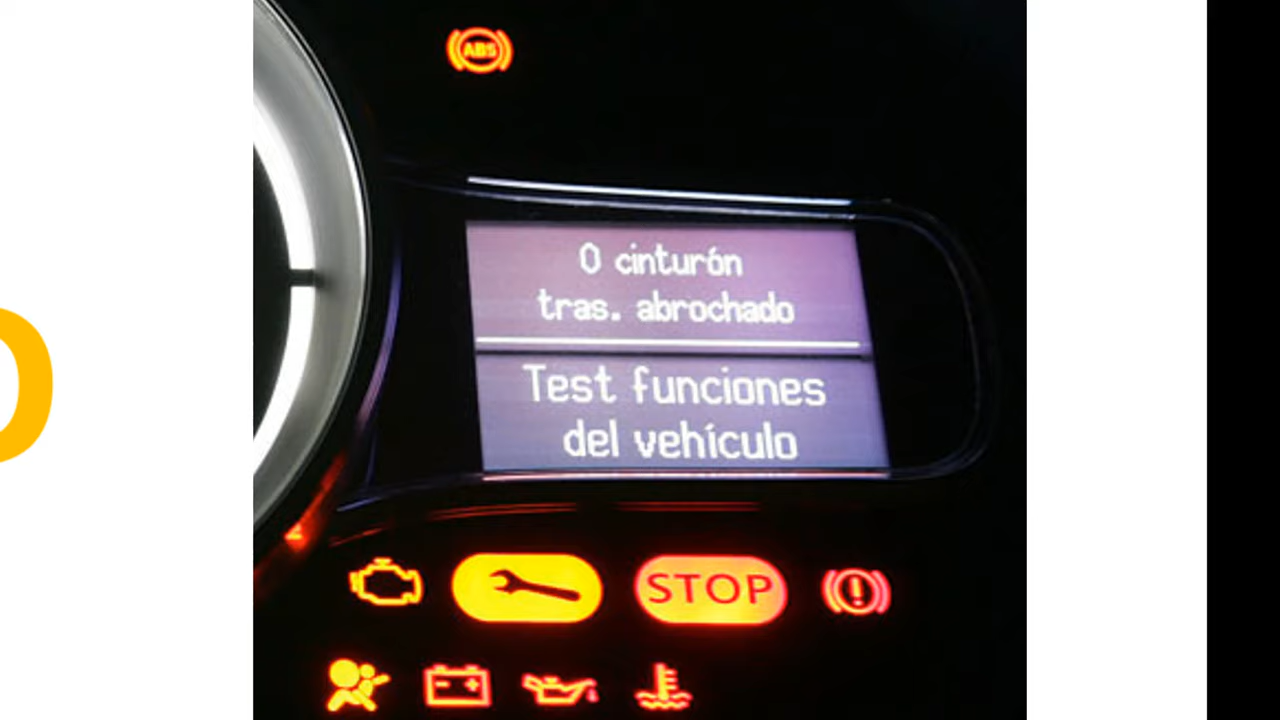 ABS
0 cinturón
tras. abrochado
Test funciones
del vehículo
STOP